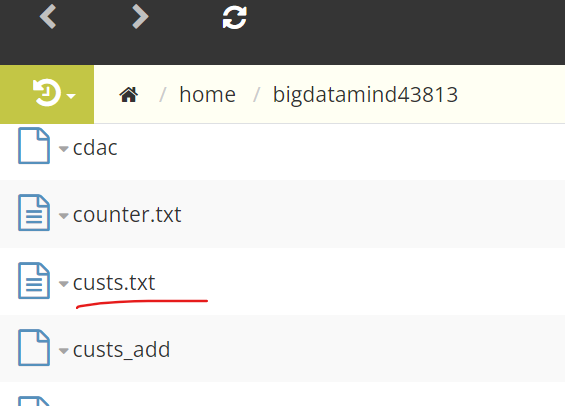 / home / bigdatamind43813
cdac
counter.txt
custs.txt
custs_add